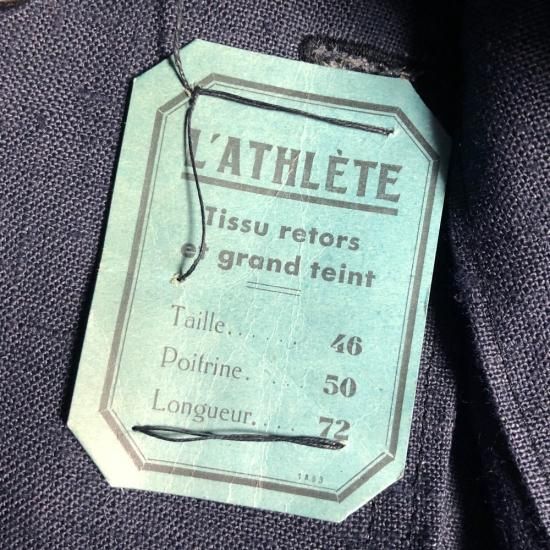 L'ATHLÈTE
Tissu retors
et grand teint
Taille...... 46
Poitrine..... 50
Longueur..... 72